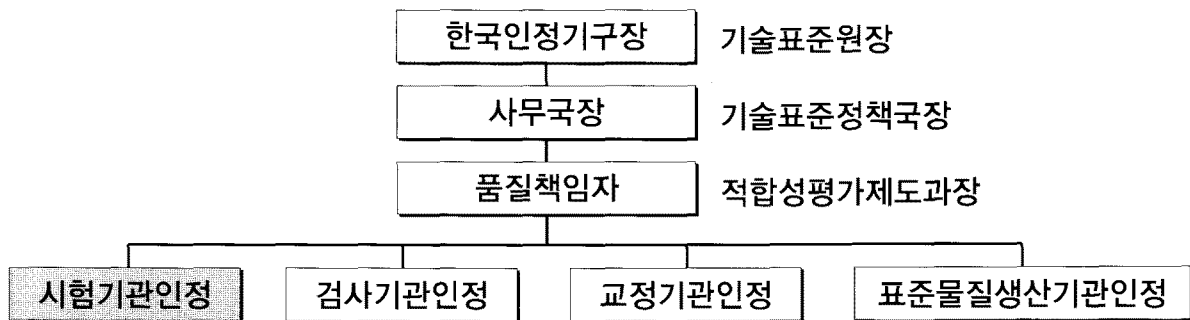 한국인정기구장 기술표준원장
사무국장 기술표준정책국장
품질책임자 적합성평가제도과장
시험기관인정 검사기관인정 교정기관인정 표준물질생산기관인정